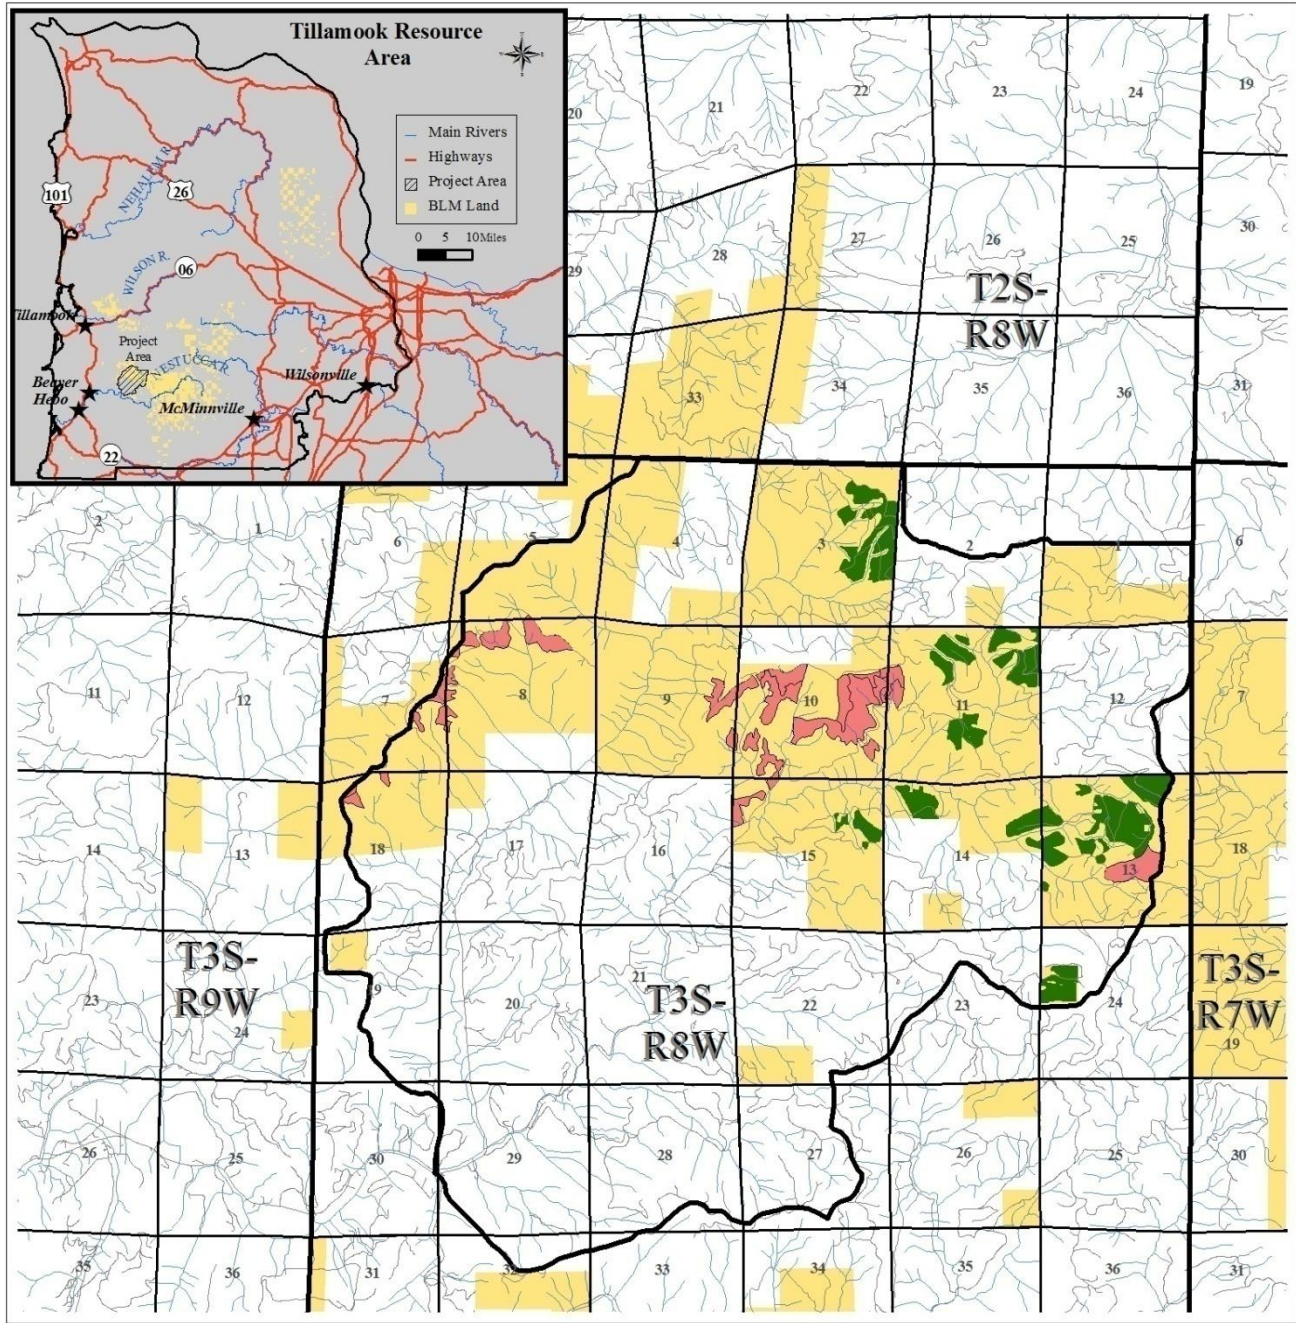 Tillamook Resource
Area
Main Rivers
Highways
Project Area
BLM Land
0 5 10 Miles
101
26
06
22
NEHALEM R.
WILSON R.
NESTUCCA R.
Tillamook
Project
Area
Beaver
Hebo
McMinnville
Wilsonville
20 21 22 23 24 19
29 28 27 26 25 30
T2S-
R8W
33 34 35 36 31
2 1 6 5 4 3 2 1 6
11 12 7 8 9 10 11 12 7
14 13 18 17 16 15 14 13 18
T3S-
R9W
T3S-
R8W
T3S-
R7W
23 24 19 20 21 22 23 24 19
26 25 30 29 28 27 26 25 30
35 36 31 32 33 34 35 36 31